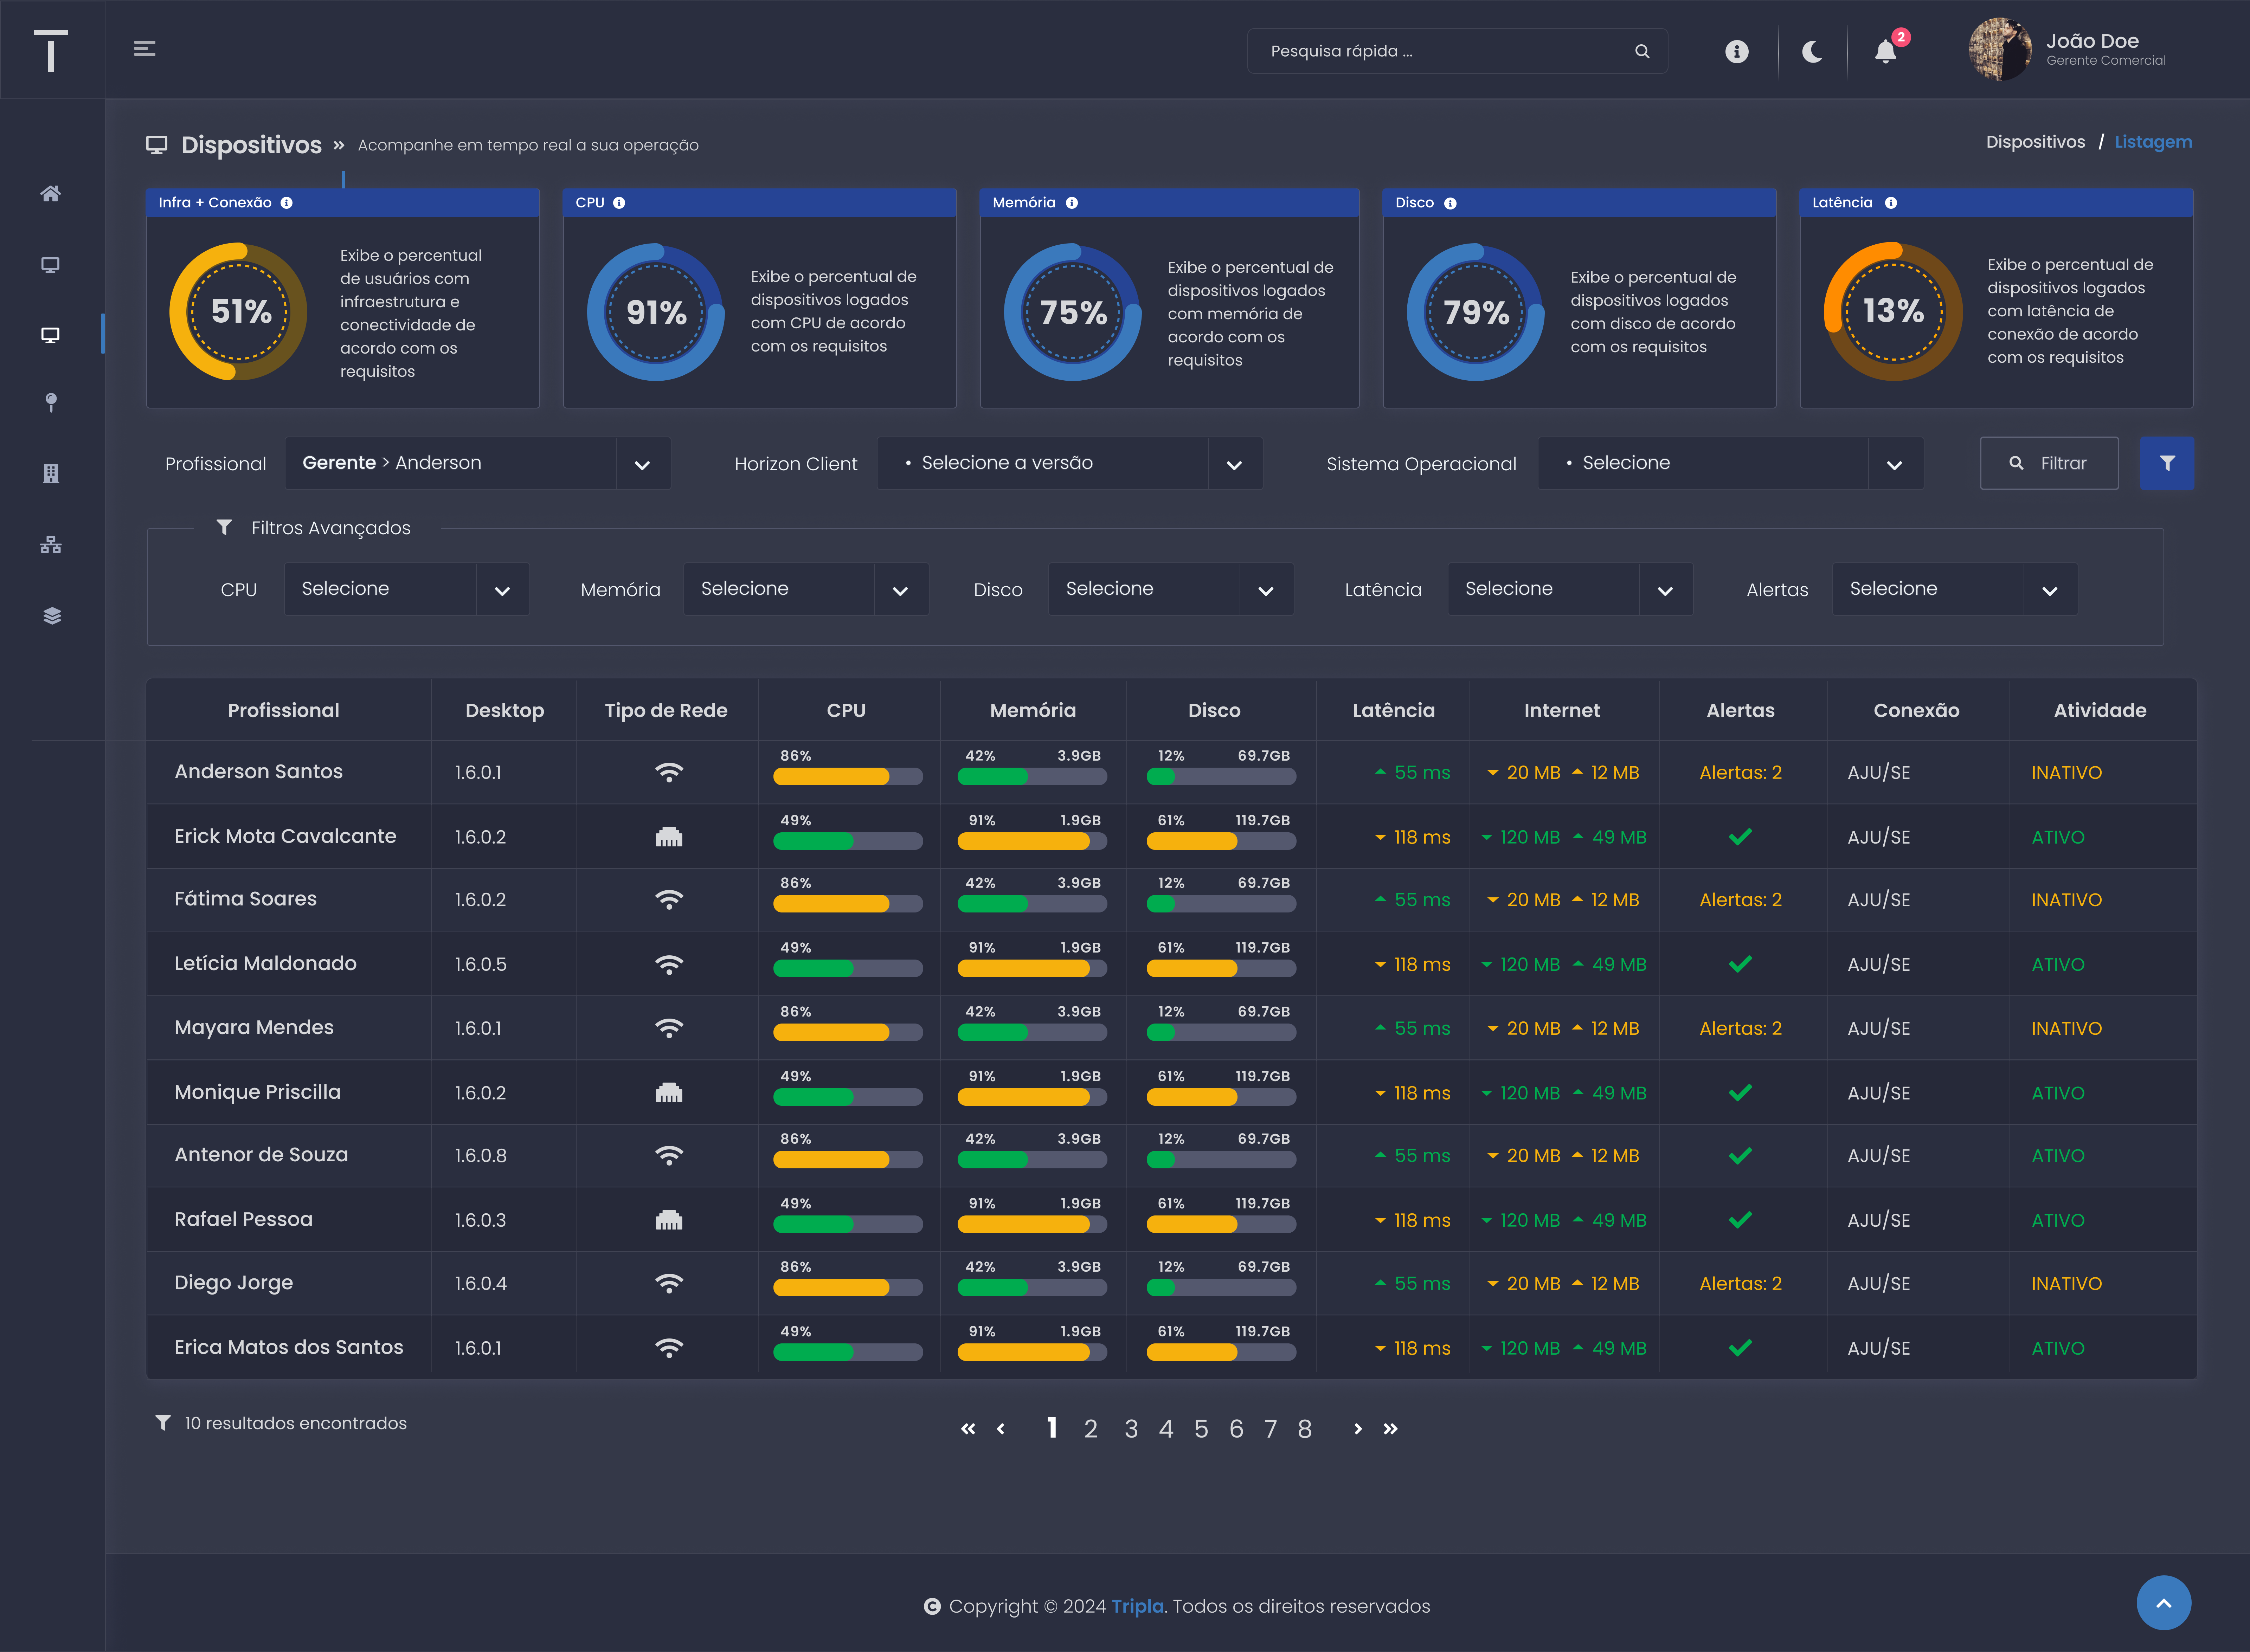 T
Pesquisa rápida ...
2
João Doe
Gerente Comercial
Dispositivos » Acompanhe em tempo real a sua operação
Dispositivos / Listagem
Infra + Conexão
51%
Exibe o percentual
de usuários com
infraestrutura e
conectividade de
acordo com os
requisitos
CPU
91%
Exibe o percentual de
dispositivos logados
com CPU de acordo
com os requisitos
Memória
75%
Exibe o percentual de
dispositivos logados
com memória de
acordo com os
requisitos
Disco
79%
Exibe o percentual de
dispositivos logados
com disco de acordo
com os requisitos
Latência
13%
Exibe o percentual de
dispositivos logados
com latência de
conexão de acordo
com os requisitos
Profissional Gerente > Anderson Horizon Client • Selecione a versão Sistema Operacional • Selecione Filtrar
Filtros Avançados
CPU Selecione Memória Selecione Disco Selecione Latência Selecione Alertas Selecione
Profissional Desktop Tipo de Rede CPU Memória Disco Latência Internet Alertas Conexão Atividade
Anderson Santos 1.6.0.1 86% 42% 3.9GB 12% 69.7GB 55 ms 20 MB 12 MB Alertas: 2 AJU/SE INATIVO
Erick Mota Cavalcante 1.6.0.2 49% 91% 1.9GB 61% 119.7GB 118 ms 120 MB 49 MB AJU/SE ATIVO
Fátima Soares 1.6.0.2 86% 42% 3.9GB 12% 69.7GB 55 ms 20 MB 12 MB Alertas: 2 AJU/SE INATIVO
Letícia Maldonado 1.6.0.5 49% 91% 1.9GB 61% 119.7GB 118 ms 120 MB 49 MB AJU/SE ATIVO
Mayara Mendes 1.6.0.1 86% 42% 3.9GB 12% 69.7GB 55 ms 20 MB 12 MB Alertas: 2 AJU/SE INATIVO
Monique Priscilla 1.6.0.2 49% 91% 1.9GB 61% 119.7GB 118 ms 120 MB 49 MB AJU/SE ATIVO
Antenor de Souza 1.6.0.8 86% 42% 3.9GB 12% 69.7GB 55 ms 20 MB 12 MB AJU/SE ATIVO
Rafael Pessoa 1.6.0.3 49% 91% 1.9GB 61% 119.7GB 118 ms 120 MB 49 MB AJU/SE ATIVO
Diego Jorge 1.6.0.4 86% 42% 3.9GB 12% 69.7GB 55 ms 20 MB 12 MB Alertas: 2 AJU/SE INATIVO
Erica Matos dos Santos 1.6.0.1 49% 91% 1.9GB 61% 119.7GB 118 ms 120 MB 49 MB AJU/SE ATIVO
10 resultados encontrados
« ‹ 1 2 3 4 5 6 7 8 › »
Copyright © 2024 Tripla. Todos os direitos reservados